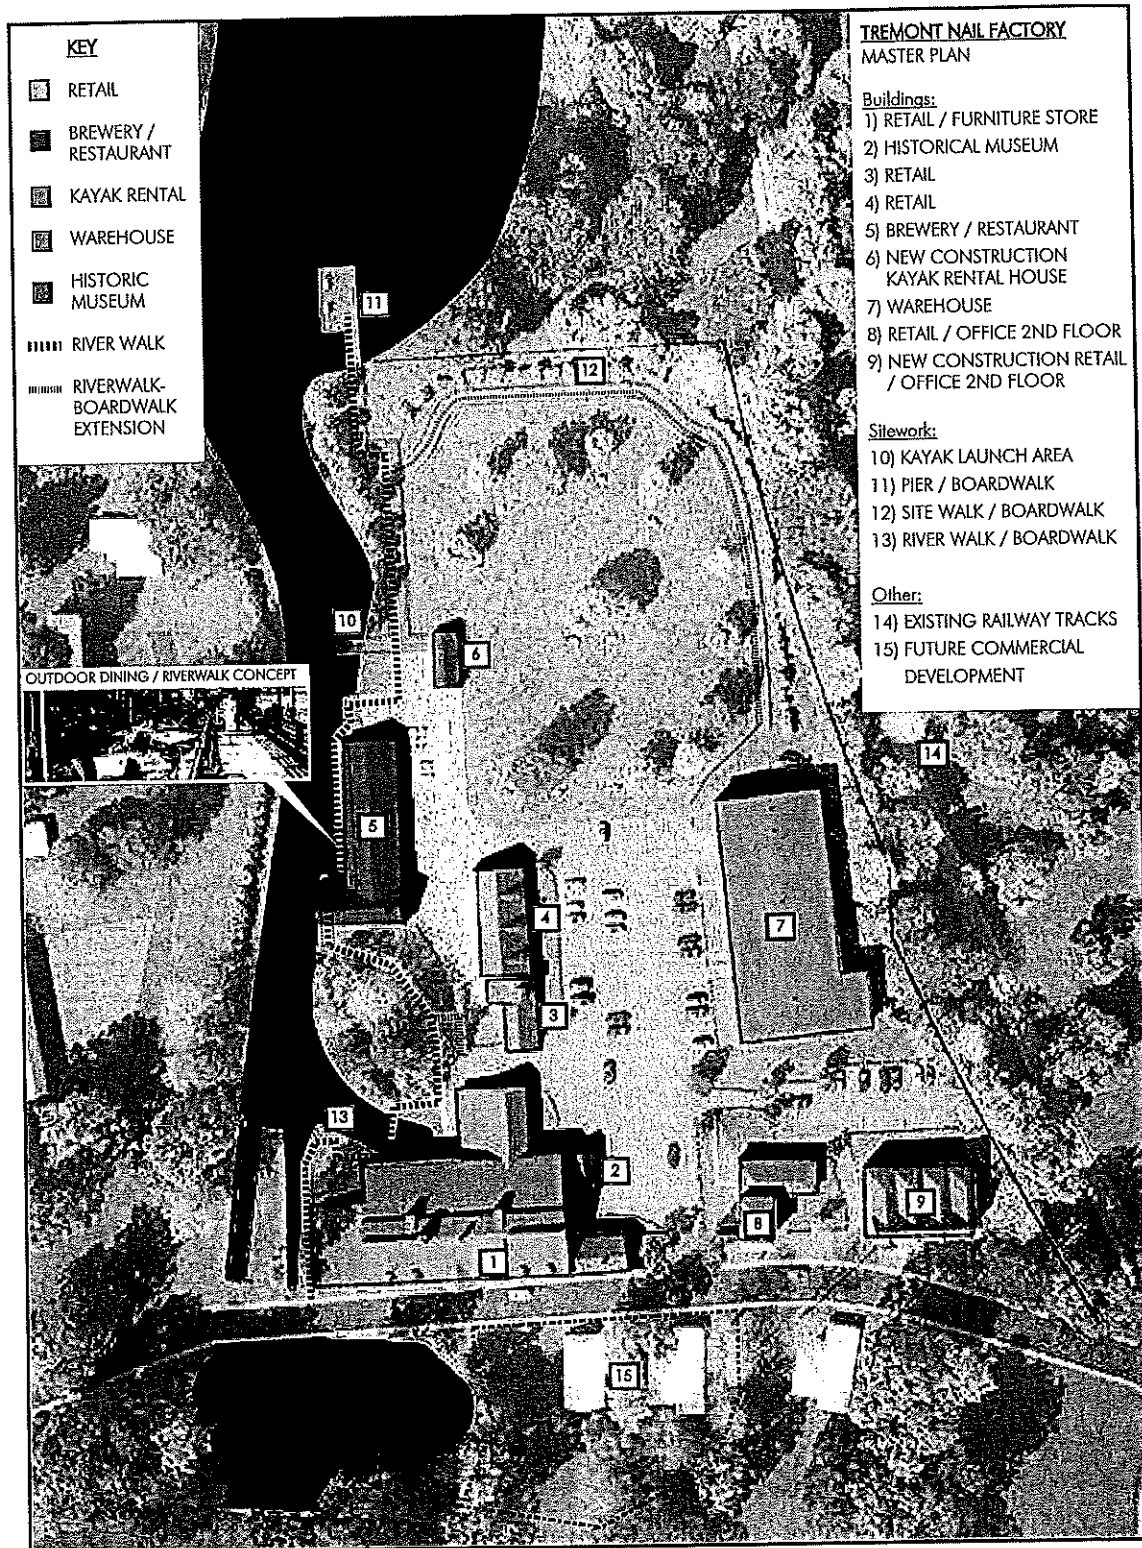 KEY
RETAIL
BREWERY /
RESTAURANT
KAYAK RENTAL
WAREHOUSE
HISTORIC
MUSEUM
RIVER WALK
RIVERWALK-
BOARDWALK
EXTENSION
TREMONT NAIL FACTORY
MASTER PLAN
Buildings:
1) RETAIL / FURNITURE STORE
2) HISTORICAL MUSEUM
3) RETAIL
4) RETAIL
5) BREWERY / RESTAURANT
6) NEW CONSTRUCTION
KAYAK RENTAL HOUSE
7) WAREHOUSE
8) RETAIL / OFFICE 2ND FLOOR
9) NEW CONSTRUCTION RETAIL
/ OFFICE 2ND FLOOR
Sitework:
10) KAYAK LAUNCH AREA
11) PIER / BOARDWALK
12) SITE WALK / BOARDWALK
13) RIVER WALK / BOARDWALK
Other:
14) EXISTING RAILWAY TRACKS
15) FUTURE COMMERCIAL
DEVELOPMENT
11
12
10
6
OUTDOOR DINING / RIVERWALK CONCEPT
14
5
4
7
3
13
2
9
8
1
15